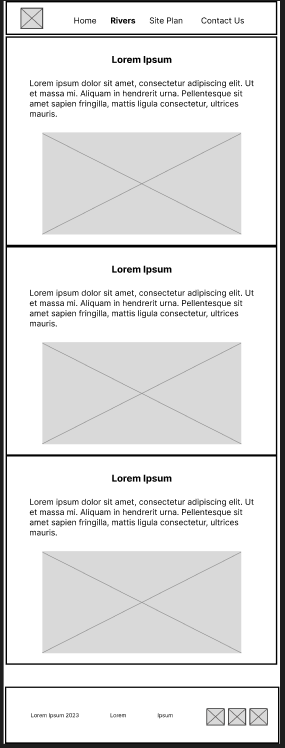 Home Rivers Site Plan Contact Us
Lorem Ipsum
Lorem ipsum dolor sit amet, consectetur adipiscing elit. Ut
et massa mi. Aliquam in hendrerit urna. Pellentesque sit
amet sapien fringilla, mattis ligula consectetur, ultrices
mauris.
Lorem Ipsum
Lorem ipsum dolor sit amet, consectetur adipiscing elit. Ut
et massa mi. Aliquam in hendrerit urna. Pellentesque sit
amet sapien fringilla, mattis ligula consectetur, ultrices
mauris.
Lorem Ipsum
Lorem ipsum dolor sit amet, consectetur adipiscing elit. Ut
et massa mi. Aliquam in hendrerit urna. Pellentesque sit
amet sapien fringilla, mattis ligula consectetur, ultrices
mauris.
Lorem Ipsum 2023 Lorem Ipsum